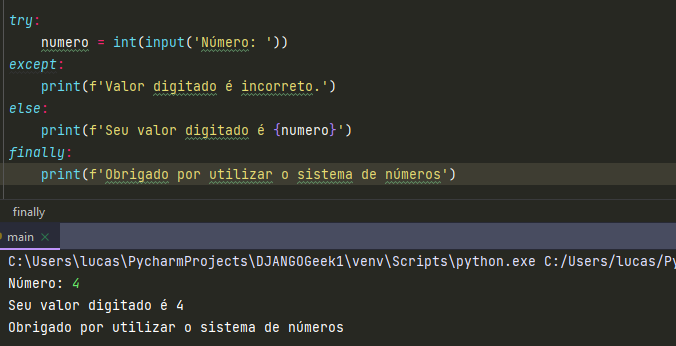 try:
    numero = int(input('Número: '))
except:
    print(f'Valor digitado é incorreto.')
else:
    print(f'Seu valor digitado é {numero}')
finally:
    print(f'Obrigado por utilizar o sistema de números')
finally
main ×
C:\Users\lucas\PycharmProjects\DJANGOGeek1\venv\Scripts\python.exe C:/Users/lucas/Py
Número: 4
Seu valor digitado é 4
Obrigado por utilizar o sistema de números